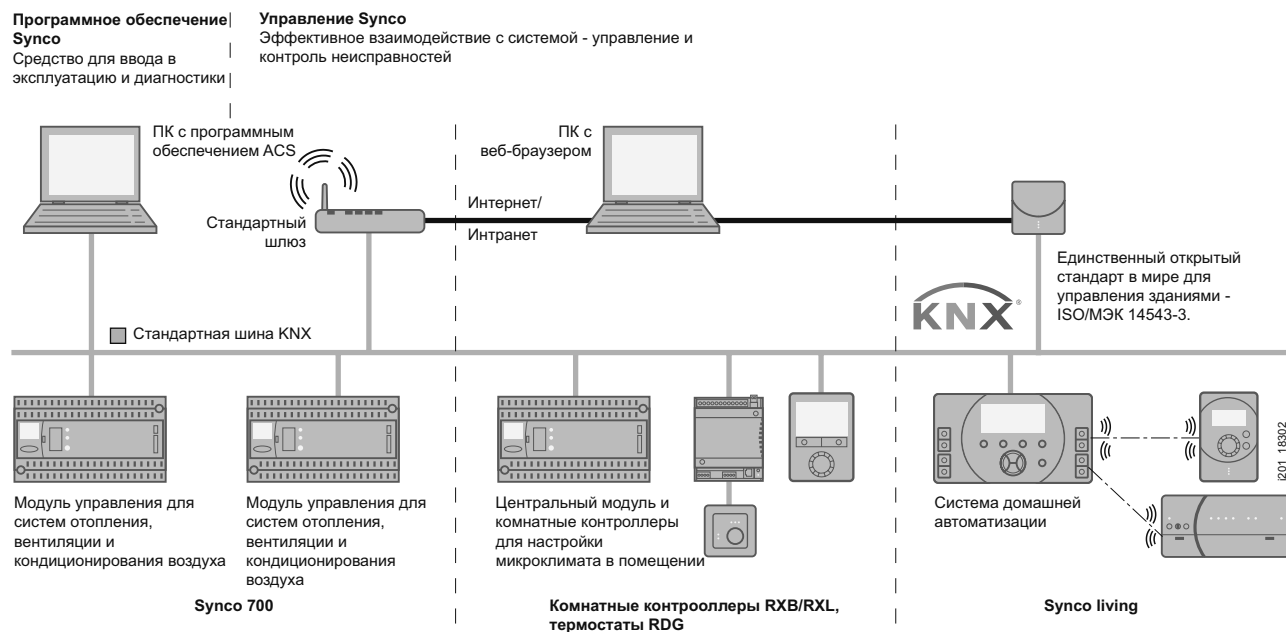 Программное обеспечение
Synco
Средство для ввода в
эксплуатацию и диагностики
Управление Synco
Эффективное взаимодействие с системой - управление и
контроль неисправностей
ПК с программным
обеспечением ACS
Стандартный
шлюз
Интернет/
Интранет
ПК с
веб-браузером
KNX®
Единственный открытый
стандарт в мире для
управления зданиями -
ISO/МЭК 14543-3.
Стандартная шина KNX
Модуль управления для
систем отопления,
вентиляции и
кондиционирования воздуха
Модуль управления для
систем отопления,
вентиляции и
кондиционирования
воздуха
Центральный модуль и
комнатные контроллеры
для настройки
микроклимата в помещении
Система домашней
автоматизации
i201_18302
Synco 700
Комнатные контрооллеры RXB/RXL,
термостаты RDG
Synco living